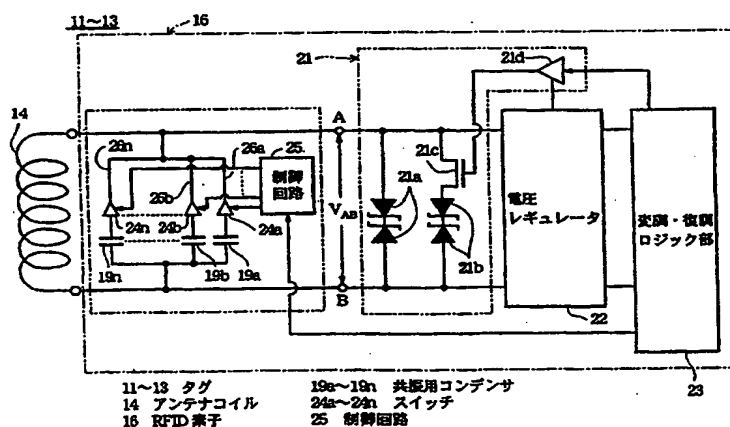 11~13
16
21
21d
14
A
26n
26a
25
21c
制御
回路
21a
26b
VAB
電圧
レギュレータ
変調・復調
ロジック部
24n
24b
24a
21b
19n
19b
19a
B
22
23
11~13 タグ
14 アンテナコイル
16 RFID素子
19a~19n 共振用コンデンサ
24a~24n スイッチ
25 制御回路